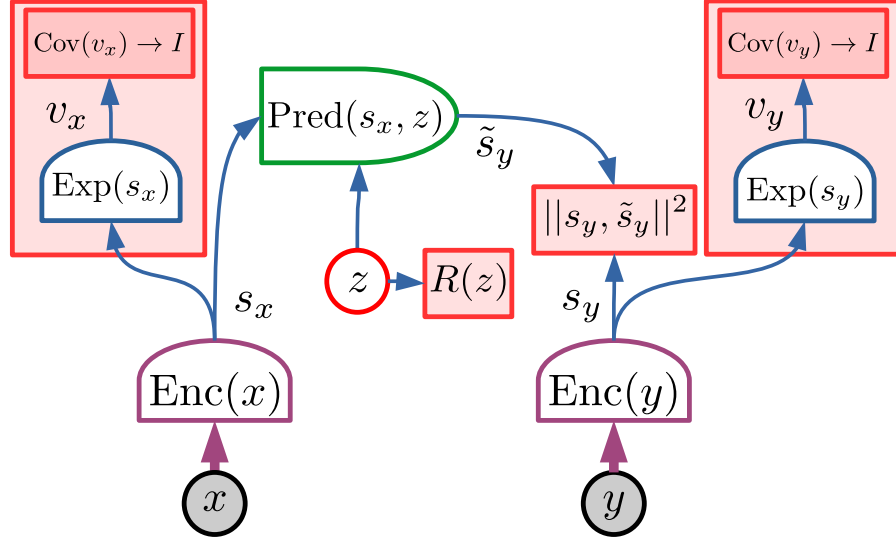 Cov(v_x) → I
Cov(v_y) → I
v_x
Pred(s_x, z)
s̃_y
v_y
Exp(s_x)
||s_y, s̃_y||²
Exp(s_y)
z
R(z)
s_x
s_y
Enc(x)
Enc(y)
x
y